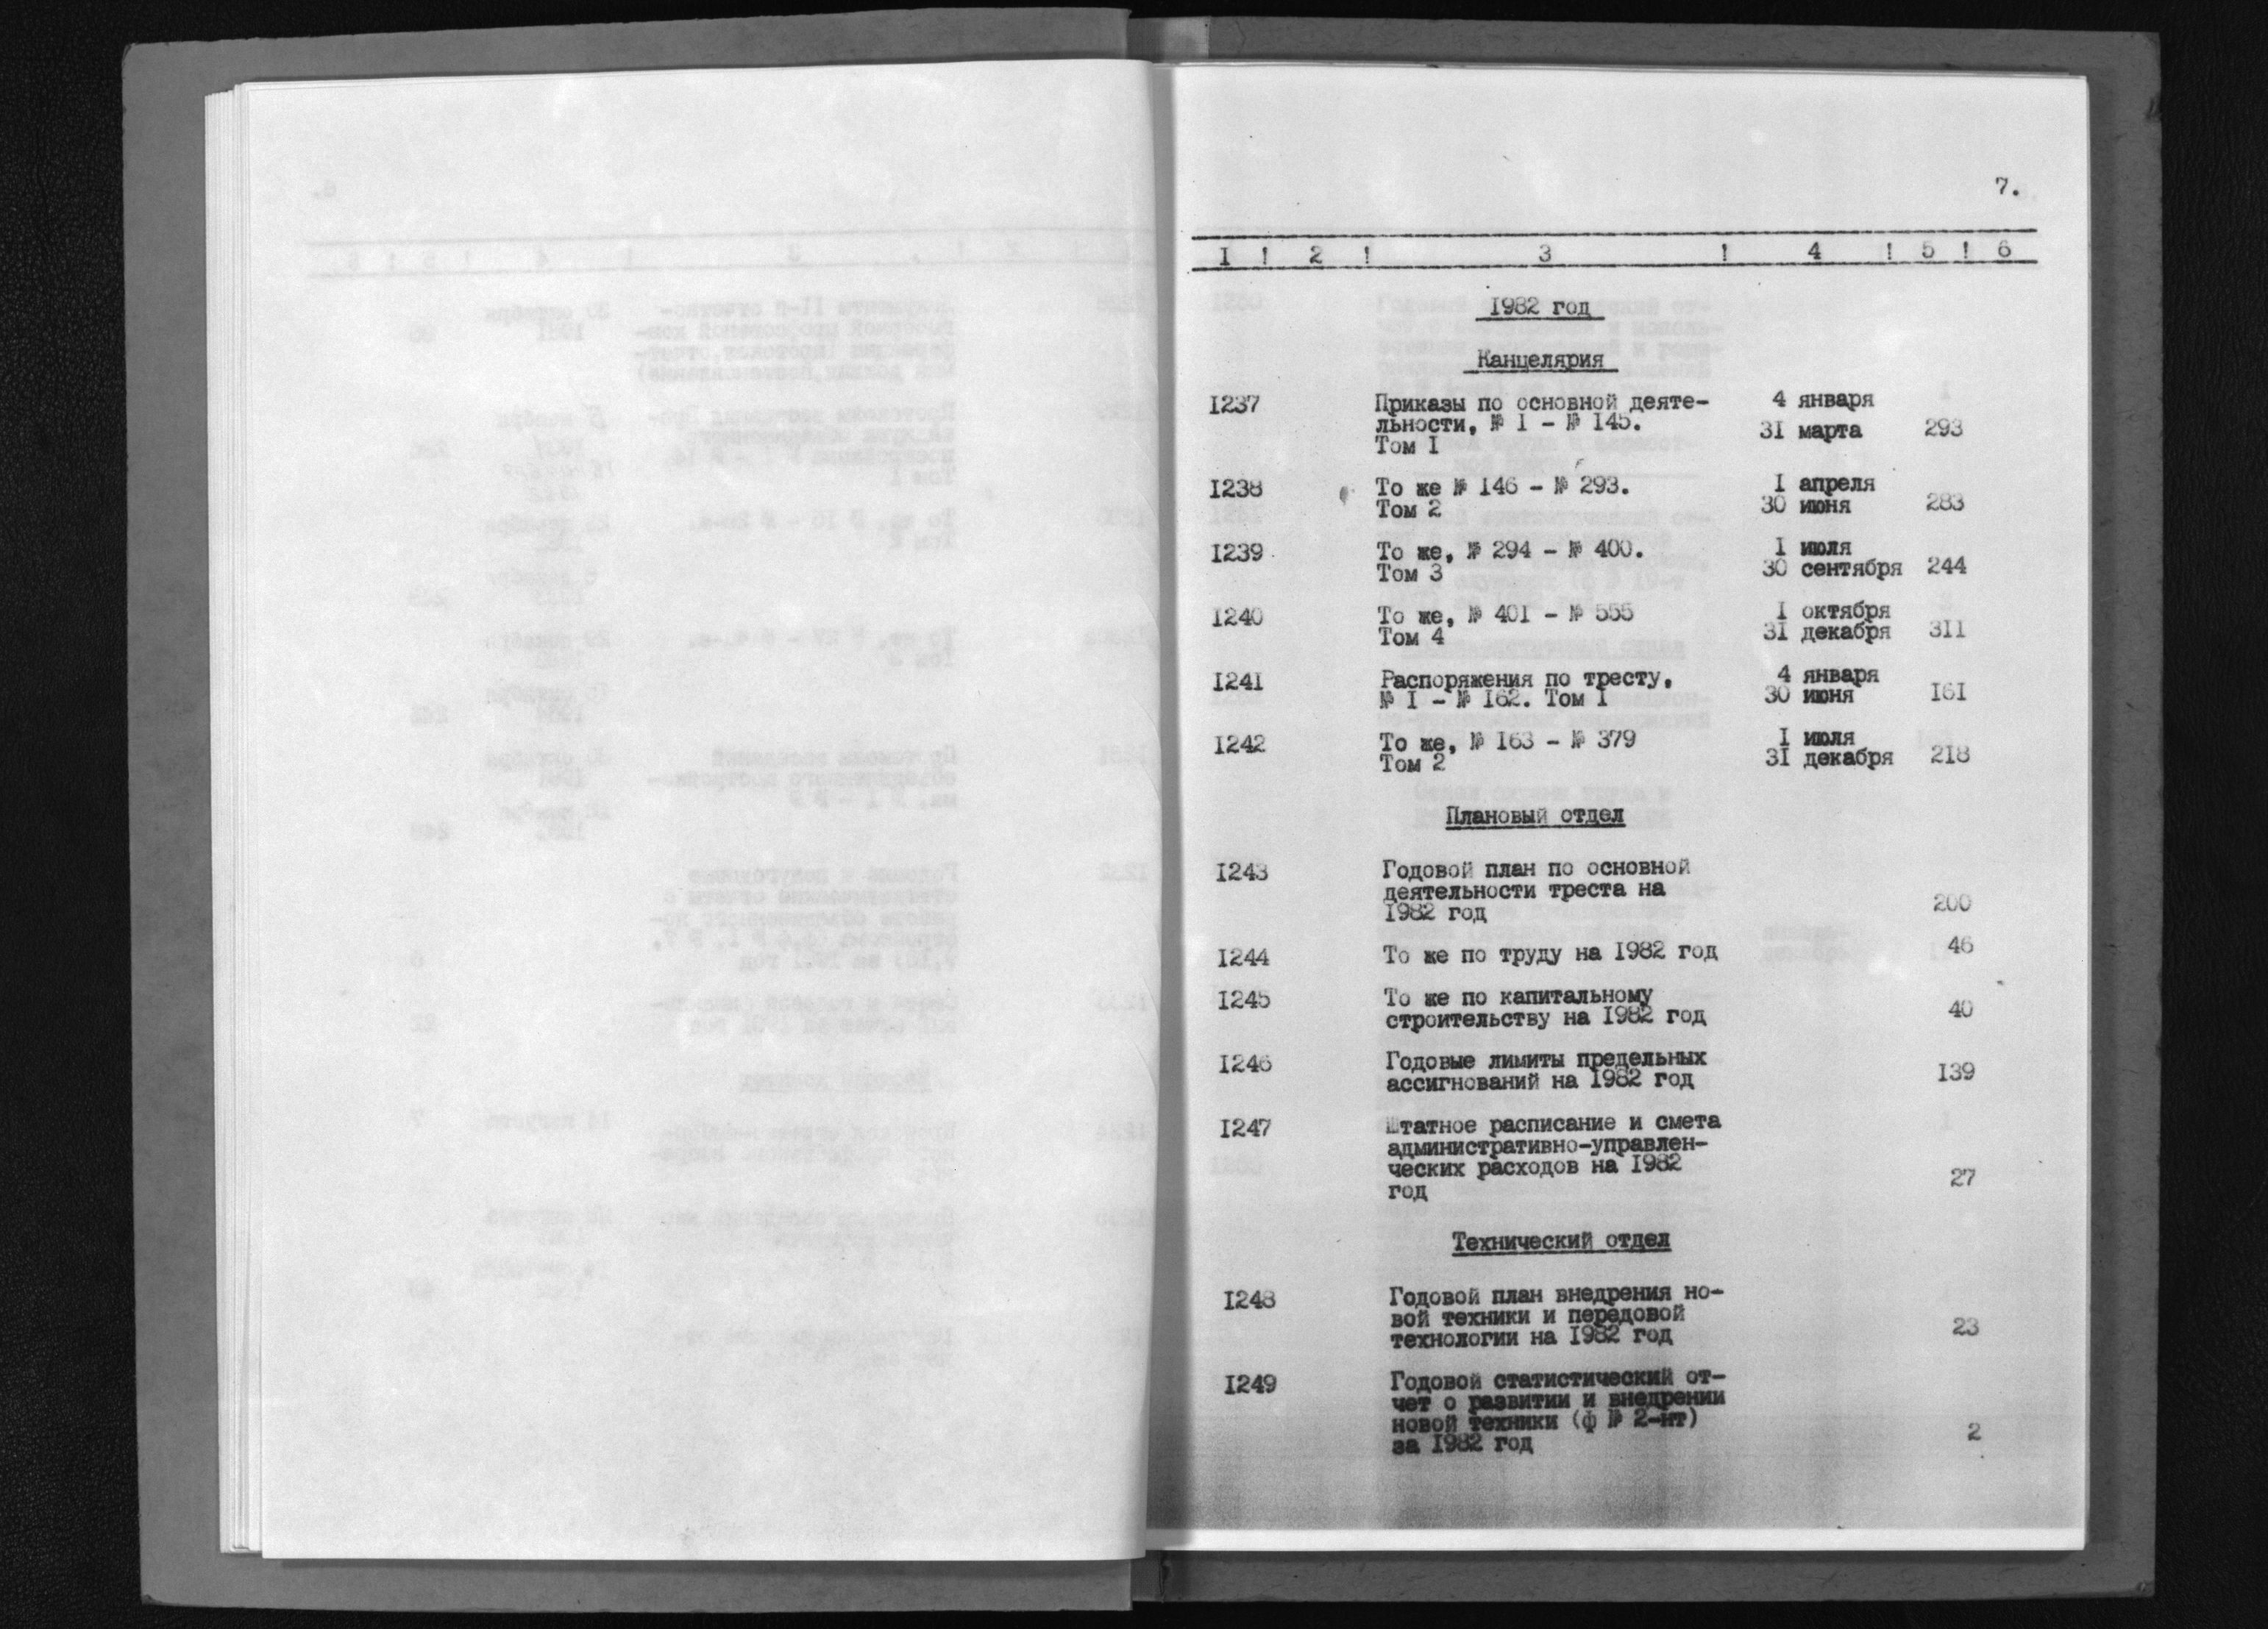 7.
I ! 2 ! 3 ! 4 ! 5 ! 6
I982 год
Канцелярия
I237 Приказы по основной деяте- 4 января
льности, № I - № I45. 3I марта 293
Том I
I238 То же № I46 - № 293. I апреля
Том 2 30 июня 283
I239 То же, № 294 - № 400. I июля
Том 3 30 сентября 244
I240 То же, № 40I - № 555 I октября
Том 4 3I декабря 3II
I24I Распоряжения по тресту, 4 января
№ I - № I62. Том I 30 июня I6I
I242 То же, № I63 - № 379 I июля
Том 2 3I декабря 2I8
Плановый отдел
I243 Годовой план по основной
деятельности треста на
I982 год 200
I244 То же по труду на I982 год 46
I245 То же по капитальному
строительству на I982 год 40
I246 Годовые лимиты предельных
ассигнований на I982 год I39
I247 Штатное расписание и смета
административно-управлен-
ческих расходов на I982
год 27
Технический отдел
I248 Годовой план внедрения но-
вой техники и передовой
технологии на I982 год 23
I249 Годовой статистический от-
чет о развитии и внедрении
новой техники (ф № 2-нт)
за I982 год 2